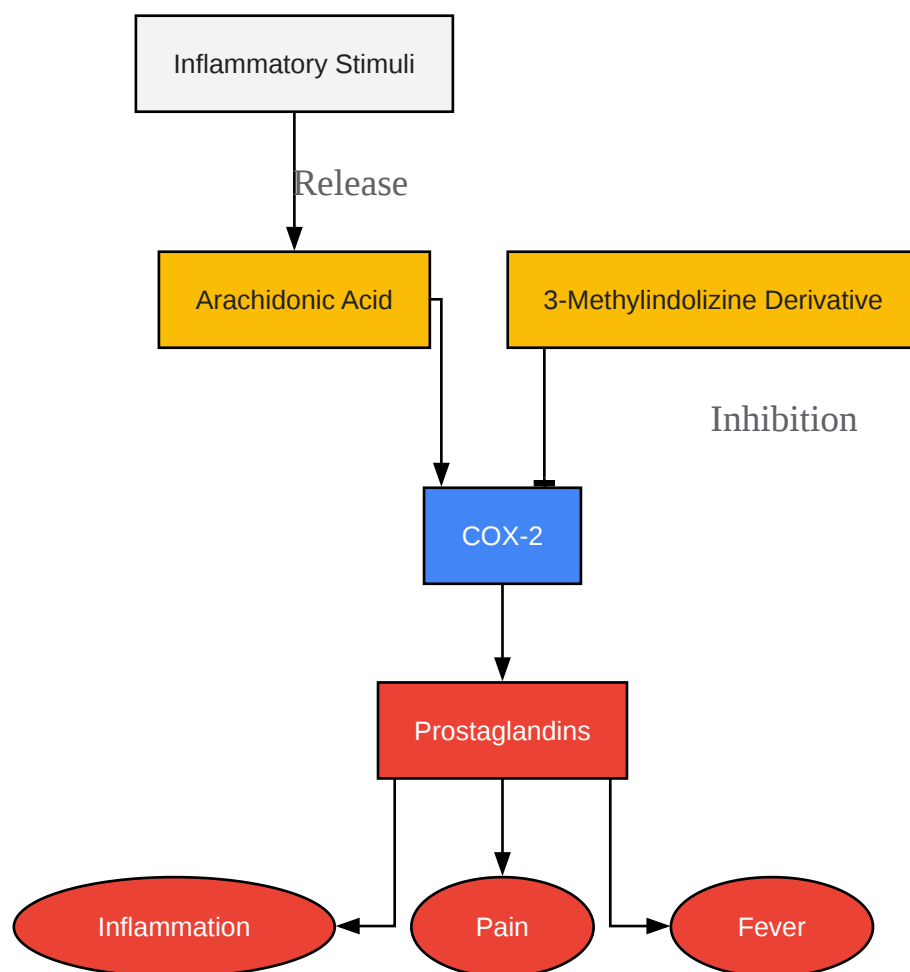 Inflammatory Stimuli
Release
Arachidonic Acid
3-Methylindolizine Derivative
Inhibition
COX-2
Prostaglandins
Inflammation
Pain
Fever